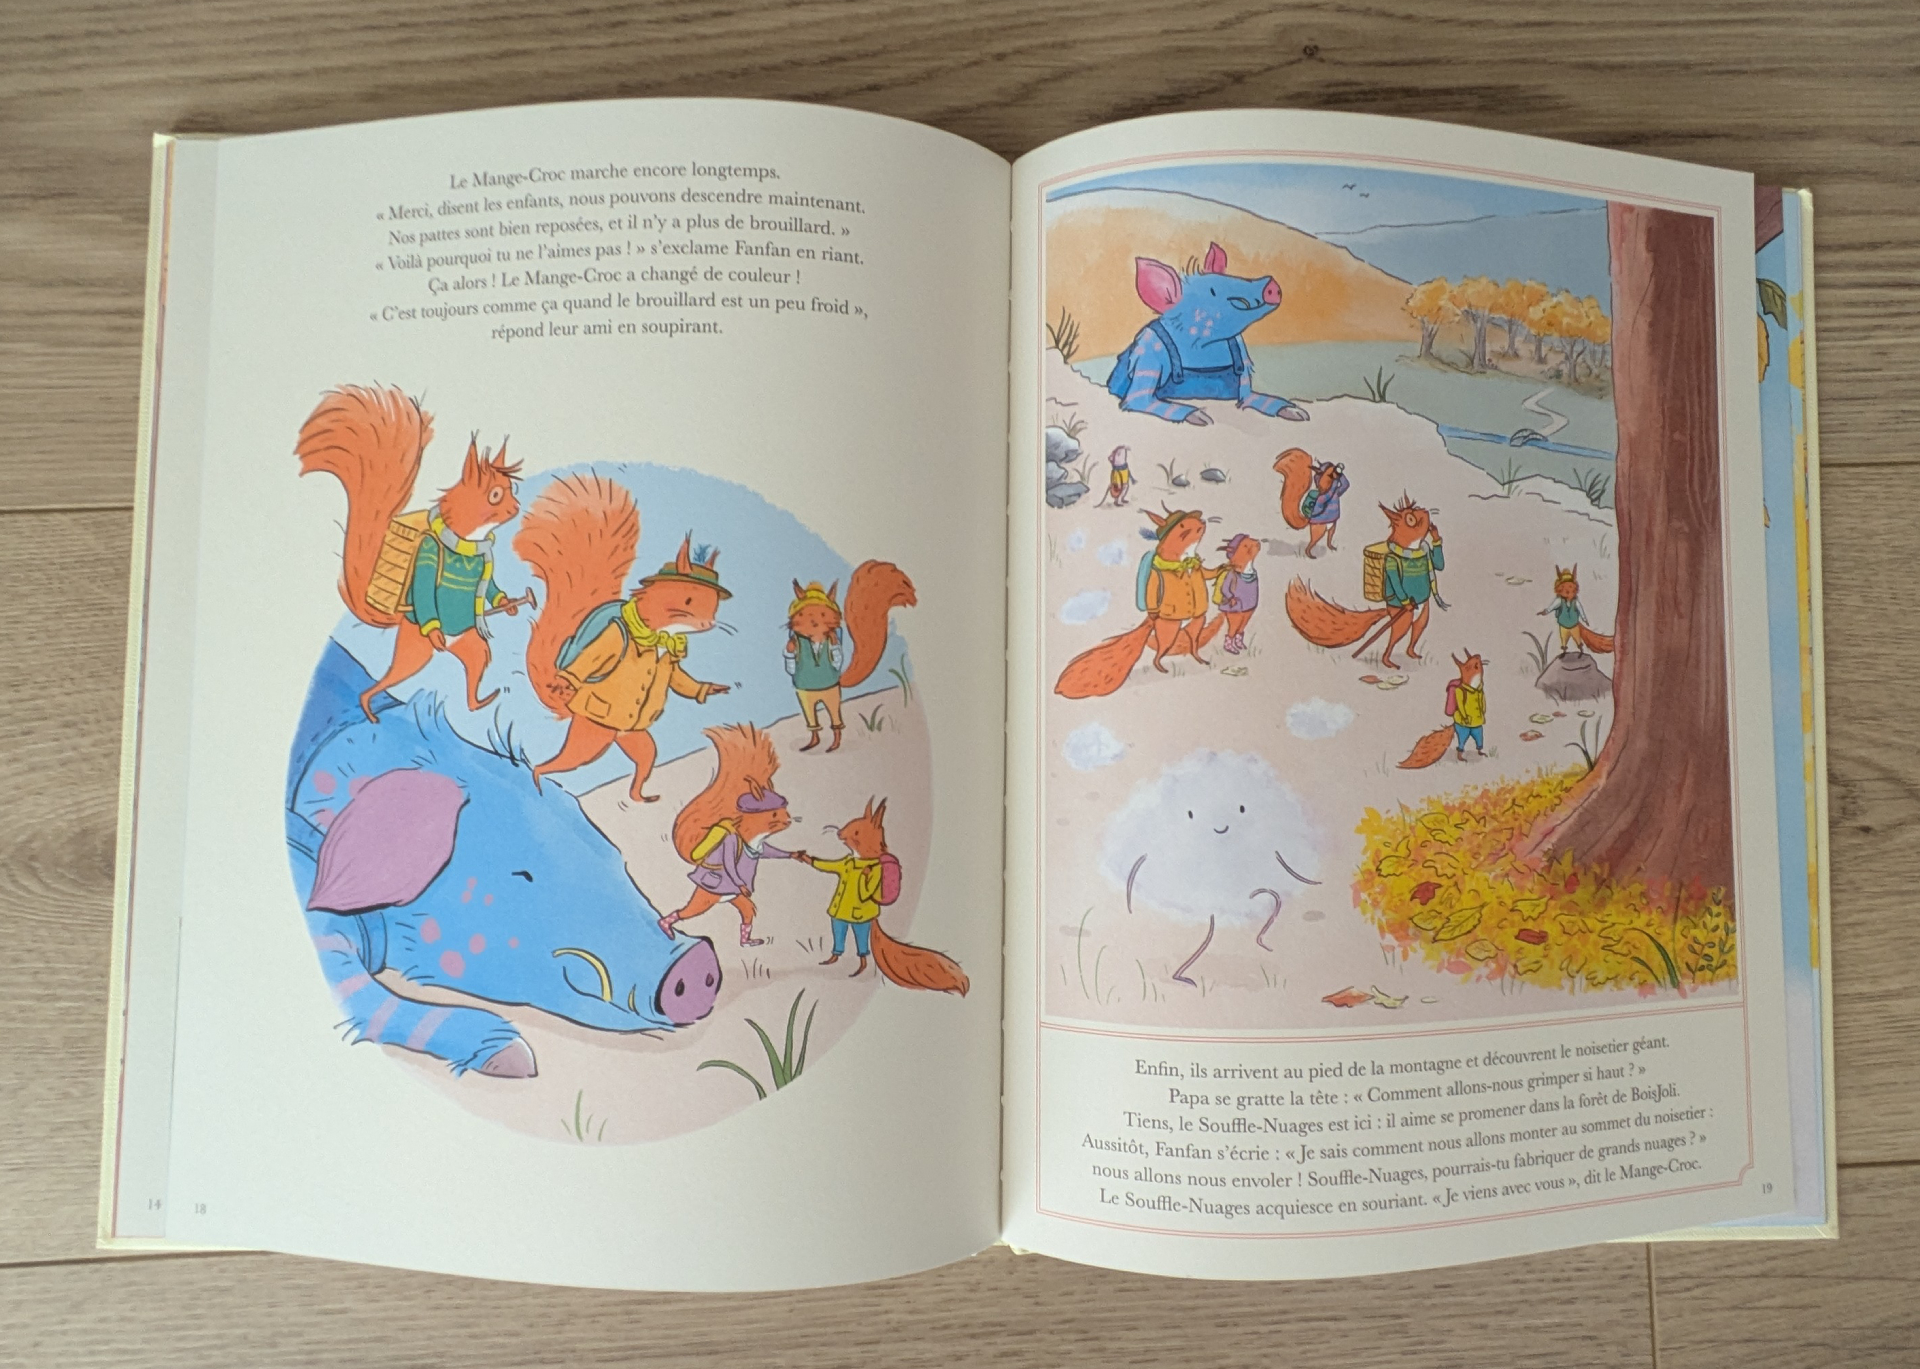 Le Mange-Croc marche encore longtemps.
« Merci, disent les enfants, nous pouvons descendre maintenant.
Nos pattes sont bien reposées, et il n'y a plus de brouillard. »
« Voilà pourquoi tu ne l'aimes pas ! » s'exclame Fanfan en riant.
Ça alors ! Le Mange-Croc a changé de couleur !
« C'est toujours comme ça quand le brouillard est un peu froid »,
répond leur ami en soupirant.
14
18
Enfin, ils arrivent au pied de la montagne et découvrent le noisetier géant.
Papa se gratte la tête : « Comment allons-nous grimper si haut ? »
Tiens, le Souffle-Nuages est ici : il aime se promener dans la forêt de BoisJoli.
Aussitôt, Fanfan s'écrie : « Je sais comment nous allons monter au sommet du noisetier :
nous allons nous envoler ! Souffle-Nuages, pourrais-tu fabriquer de grands nuages ? »
Le Souffle-Nuages acquiesce en souriant. « Je viens avec vous », dit le Mange-Croc.
19